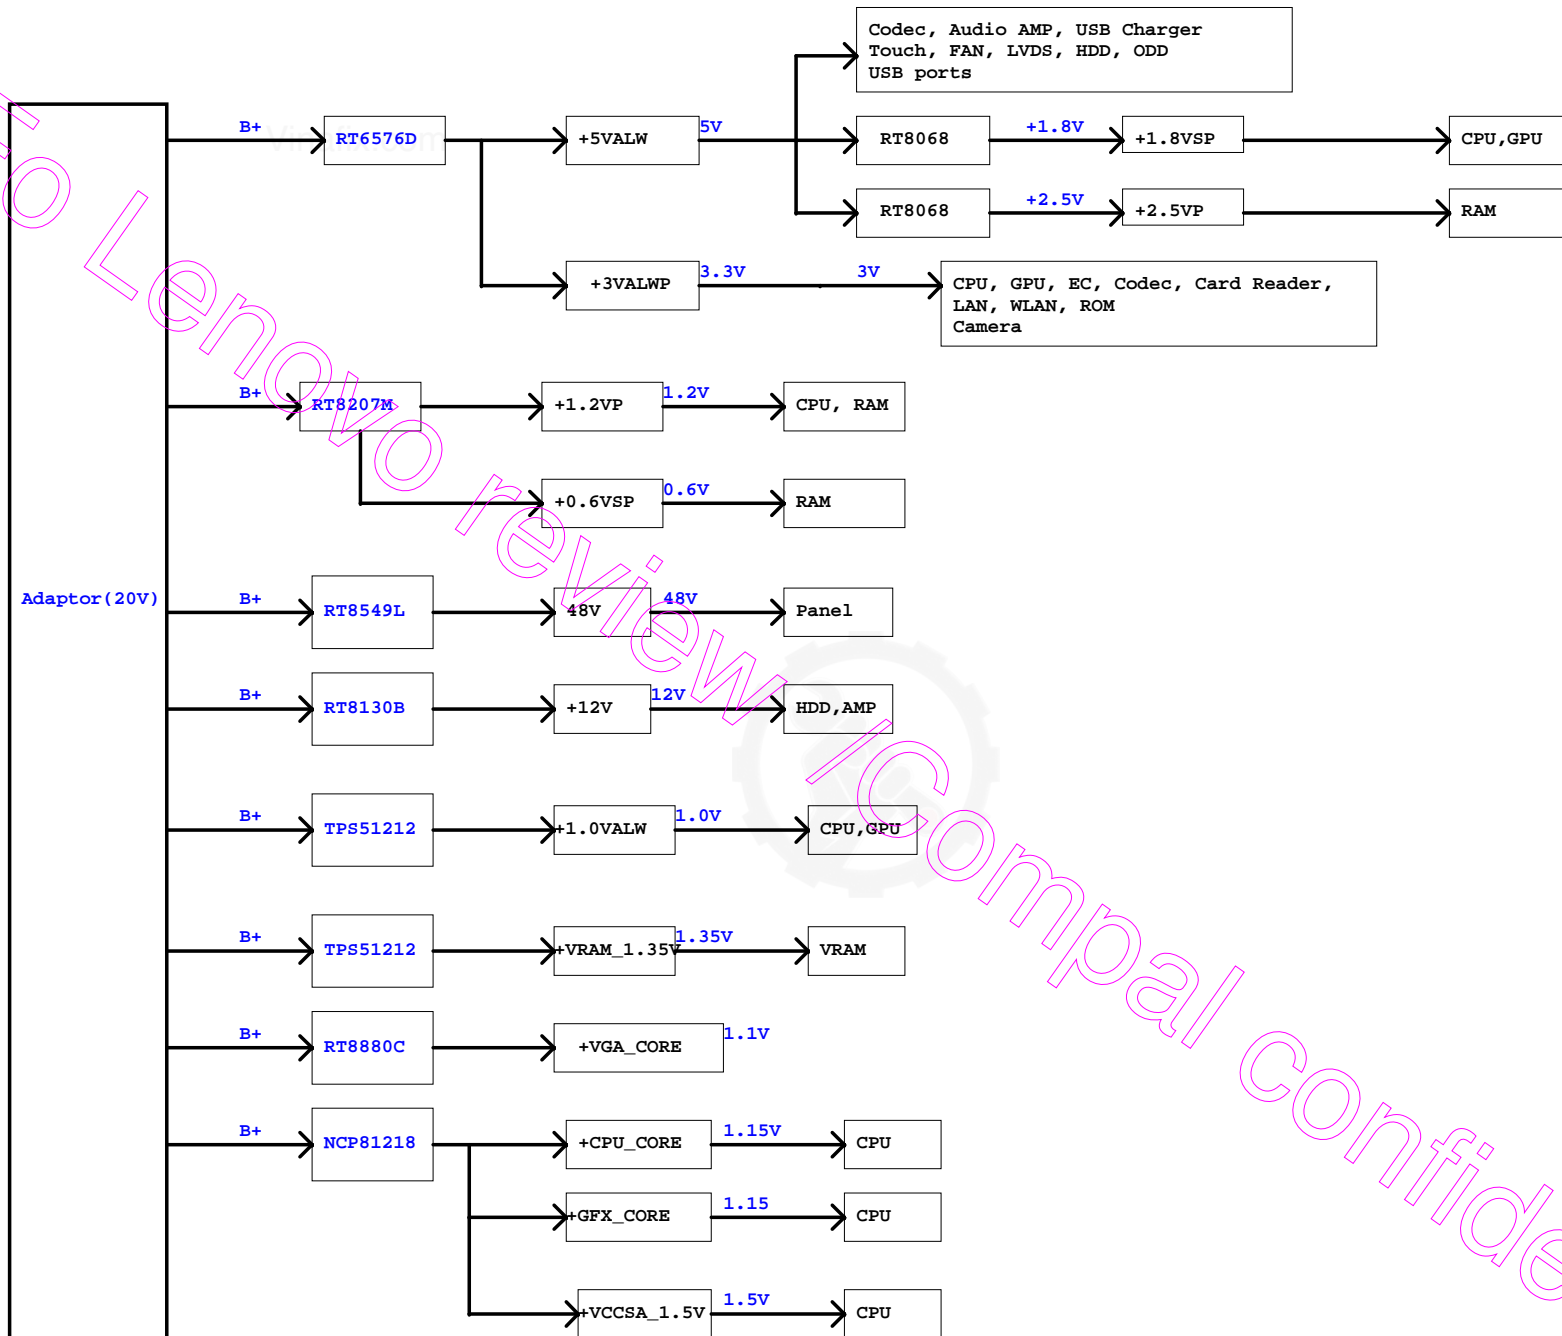 Codec, Audio AMP, USB Charger
Touch, FAN, LVDS, HDD, ODD
USB ports
B+
RT6576D
+5VALW
5V
RT8068
+1.8V
+1.8VSP
CPU,GPU
RT8068
+2.5V
+2.5VP
RAM
+3VALWP
3.3V
3V
CPU, GPU, EC, Codec, Card Reader,
LAN, WLAN, ROM
Camera
B+
RT8207M
+1.2VP
1.2V
CPU, RAM
+0.6VSP
0.6V
RAM
Adaptor(20V)
B+
RT8549L
48V
48V
Panel
B+
RT8130B
+12V
12V
HDD,AMP
B+
TPS51212
+1.0VALW
1.0V
CPU,GPU
B+
TPS51212
+VRAM_1.35V
1.35V
VRAM
B+
RT8880C
+VGA_CORE
1.1V
B+
NCP81218
+CPU_CORE
1.15V
CPU
+GFX_CORE
1.15
CPU
+VCCSA_1.5V
1.5V
CPU
To Lenovo review /Compal confide